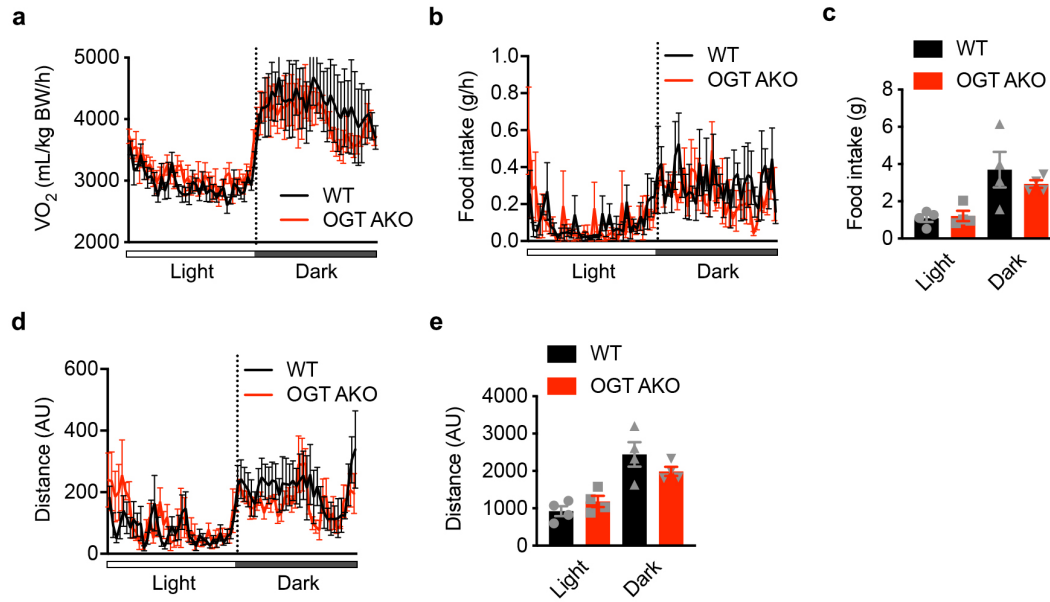 a
VO2 (mL/kg BW/h)
5000
4000
3000
2000
WT
OGT AKO
Light
Dark
b
Food intake (g/h)
1.0
0.8
0.6
0.4
0.2
0.0
WT
OGT AKO
Light
Dark
c
WT
OGT AKO
Food intake (g)
8
6
4
2
0
Light
Dark
d
Distance (AU)
600
400
200
0
WT
OGT AKO
Light
Dark
e
WT
OGT AKO
Distance (AU)
4000
3000
2000
1000
0
Light
Dark